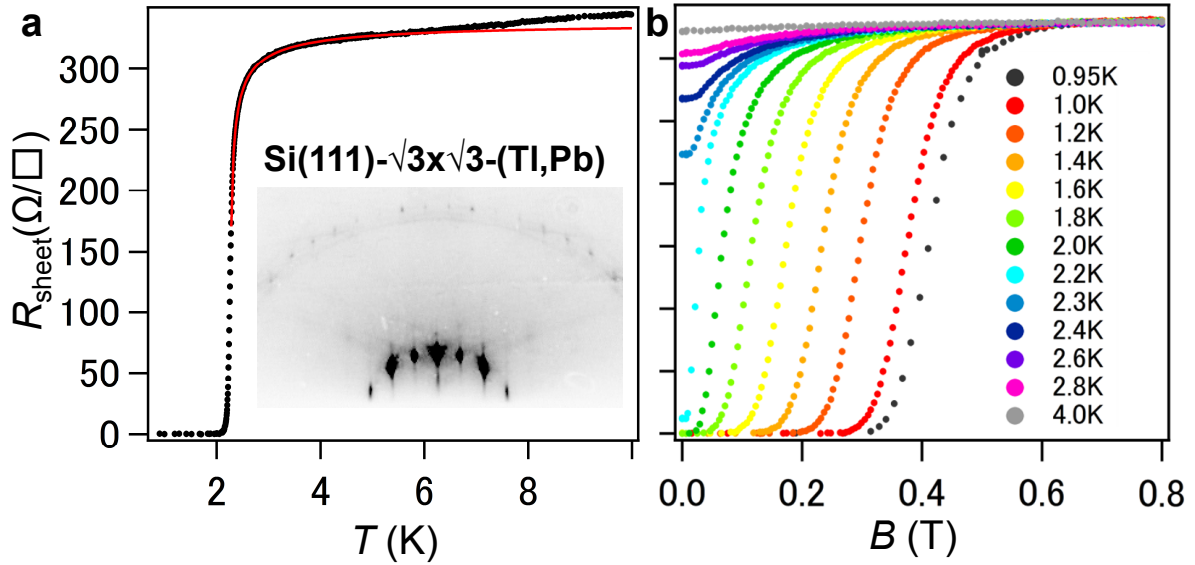 a
b
R_sheet(Ω/□)
300
250
200
150
100
50
0
Si(111)-√3x√3-(Tl,Pb)
2
4
6
8
T (K)
0.95K
1.0K
1.2K
1.4K
1.6K
1.8K
2.0K
2.2K
2.3K
2.4K
2.6K
2.8K
4.0K
0.0
0.2
0.4
0.6
0.8
B (T)